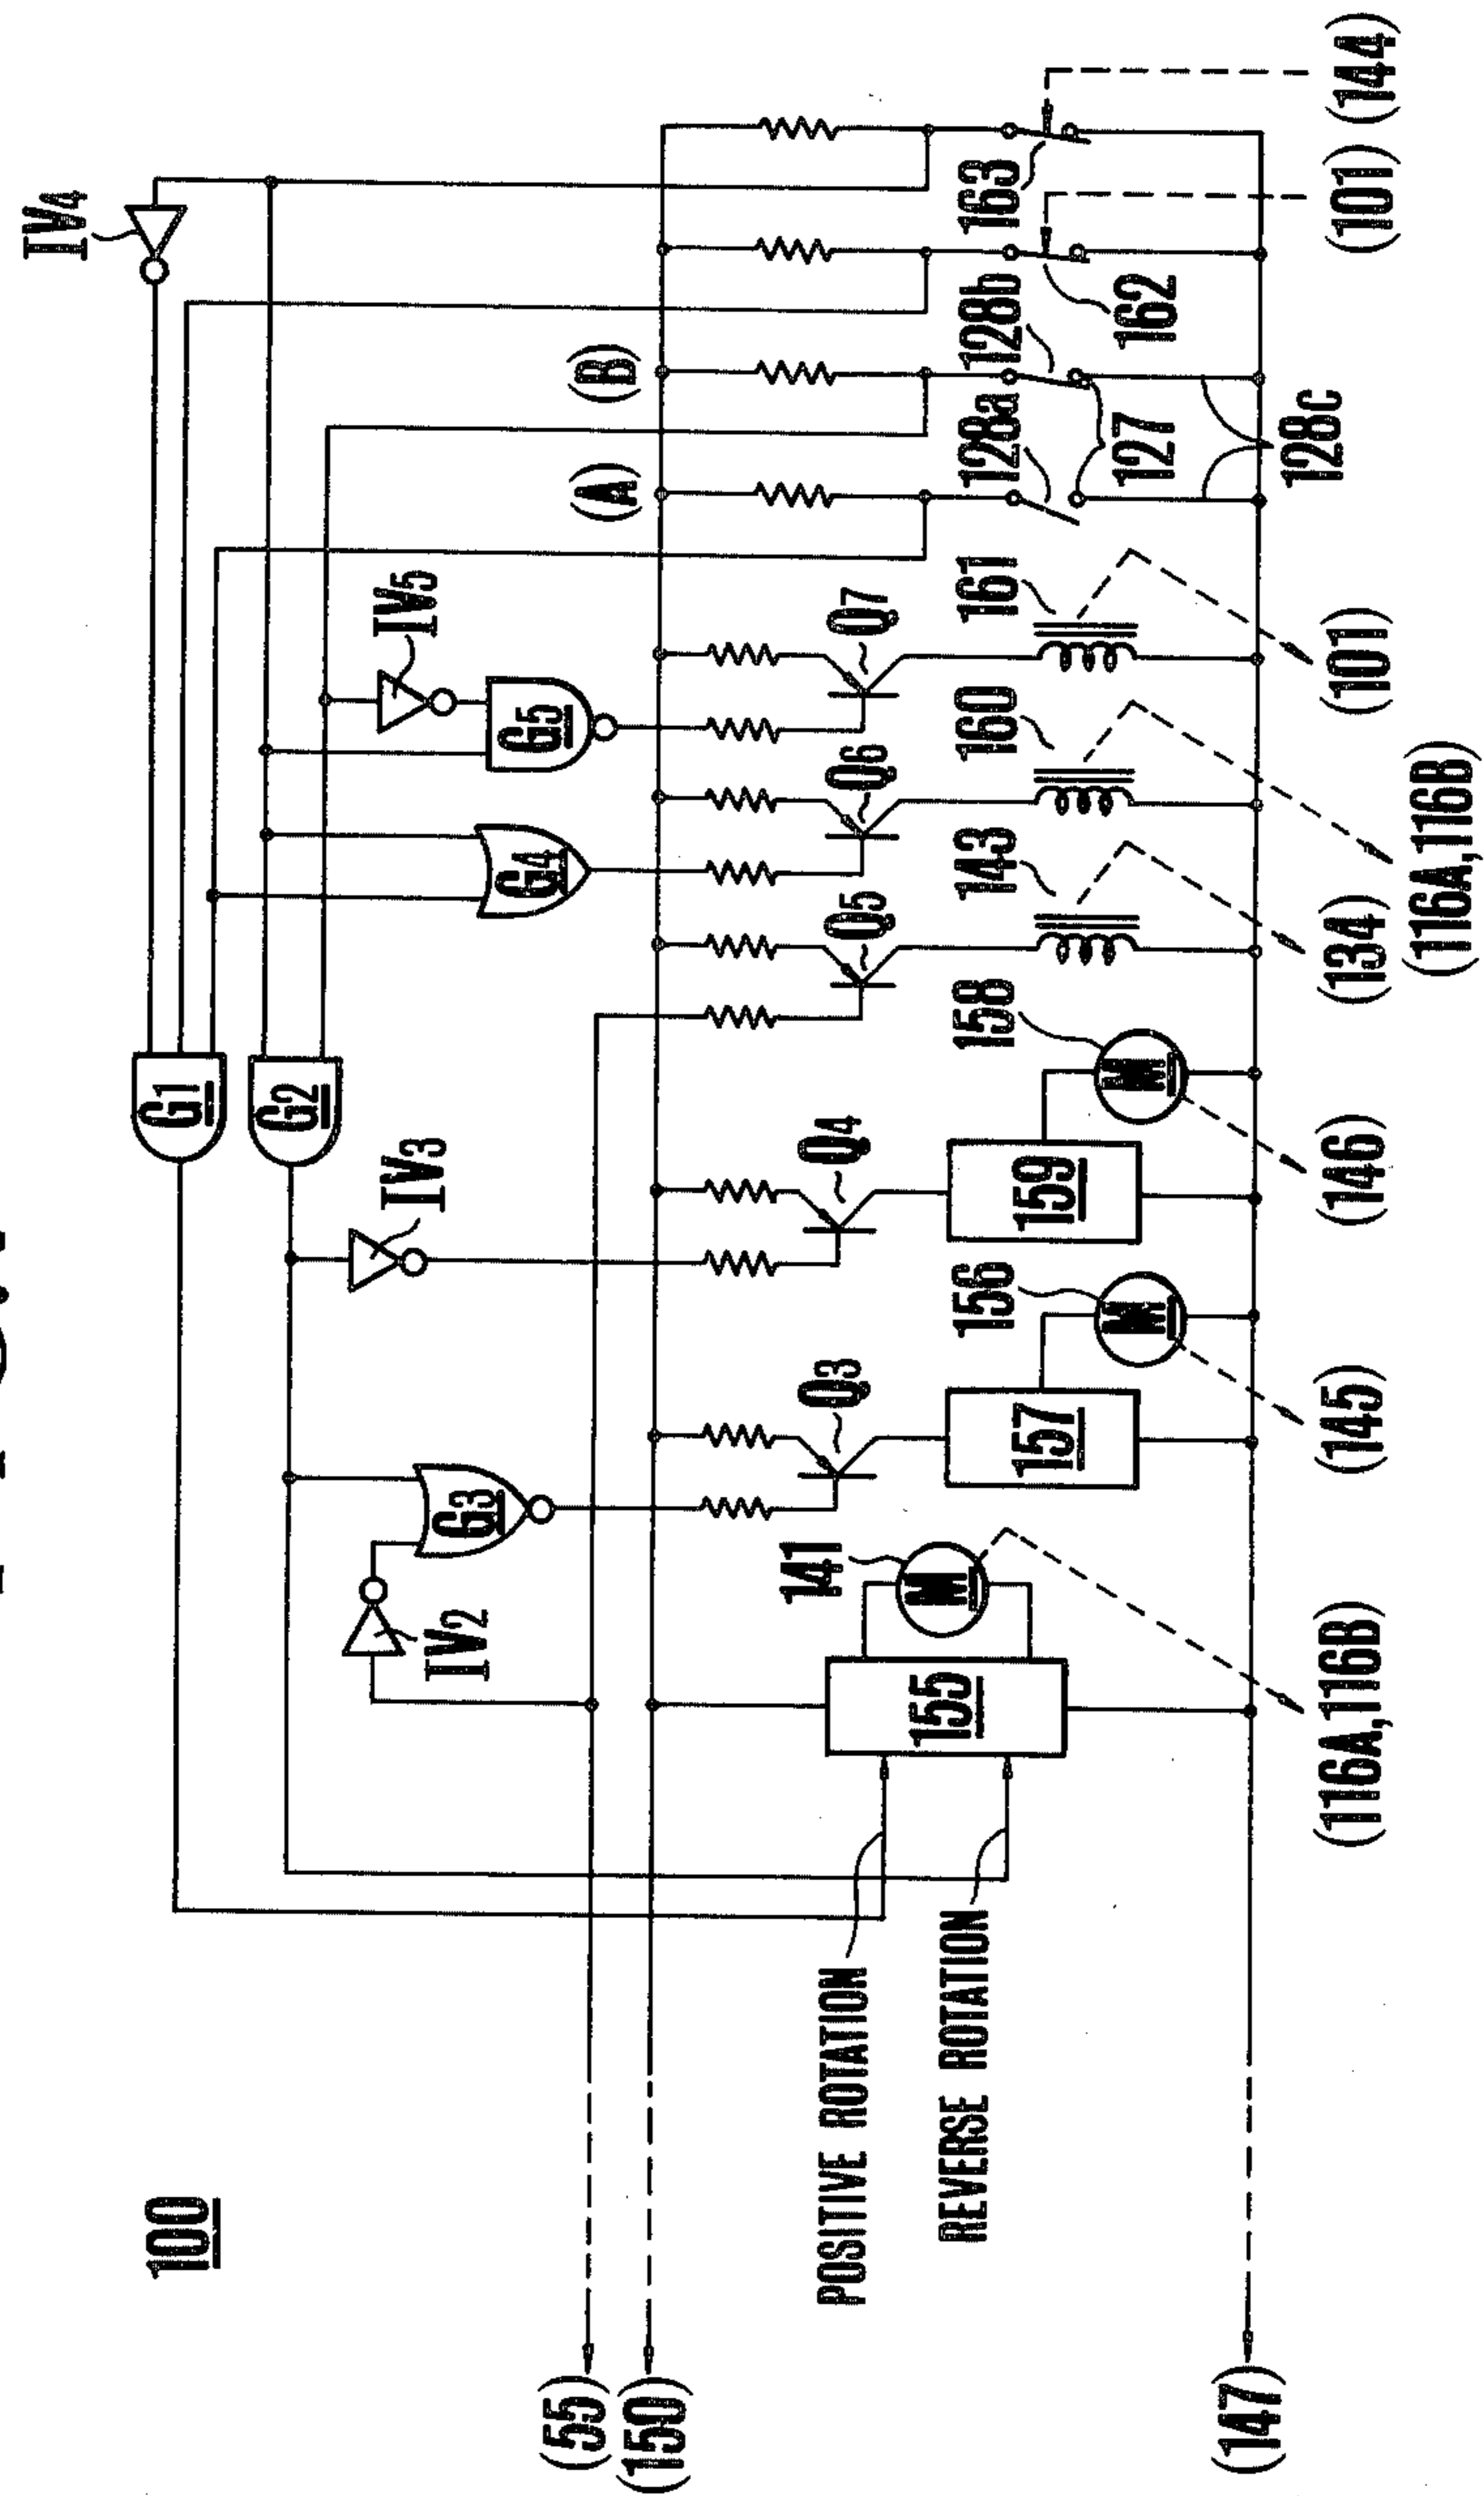 100
(55)
(150)
(147)
POSITIVE ROTATION
REVERSE ROTATION
G1
G2
IV4
IV3
IV2
IV5
G3
G4
G5
(A)
(B)
155
141
M
(116A,116B)
157
156
M
(145)
Q3
159
158
M
(146)
Q4
Q5
143
(134)
Q6
160
(116A,116B)
Q7
161
(101)
128a
128b
127
128c
162
(101)
163
(144)